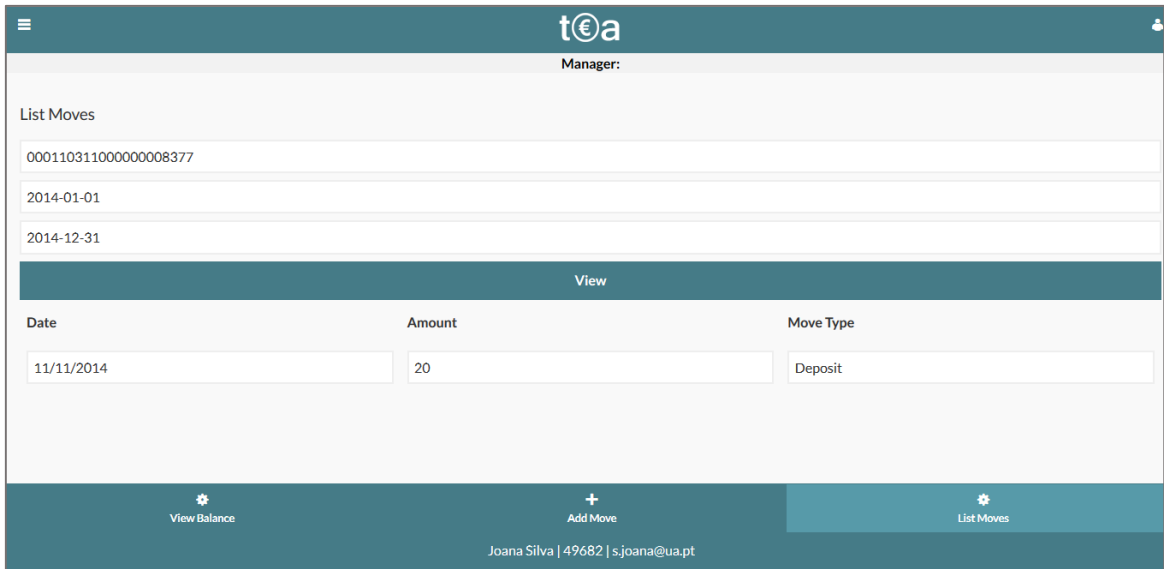 t€a
Manager:
List Moves
000110311000000008377
2014-01-01
2014-12-31
View
Date Amount Move Type
11/11/2014 20 Deposit
View Balance Add Move List Moves
Joana Silva | 49682 | s.joana@ua.pt